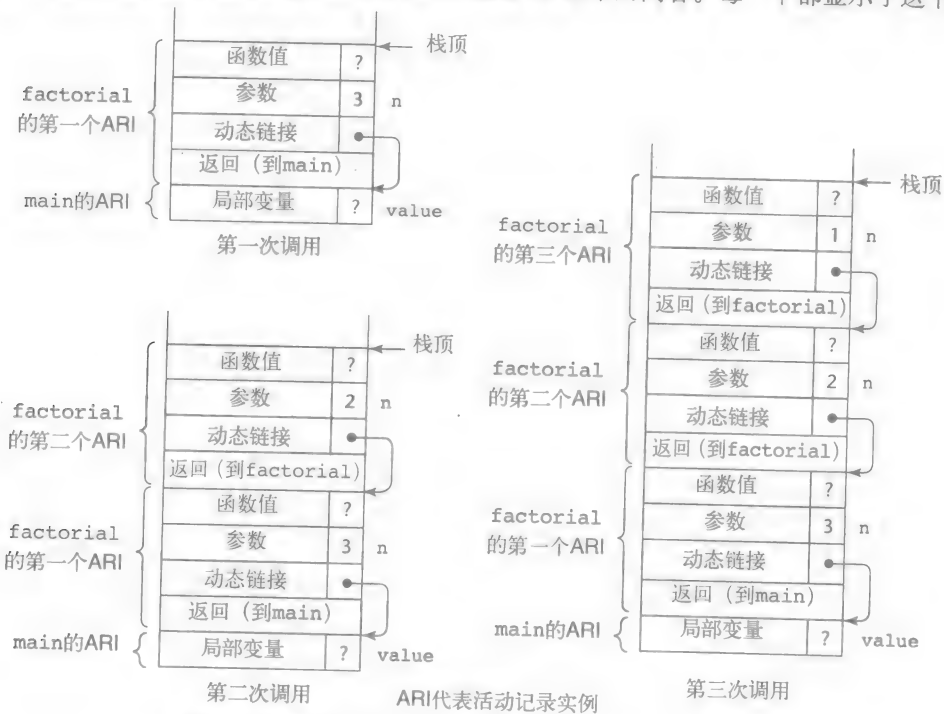 个都显示了这个
栈顶
函数值 ?
factorial
的第一个ARI
参数 3 n
动态链接
返回（到main）
main的ARI
局部变量 ? value
第一次调用
栈顶
函数值 ?
factorial
的第二个ARI
参数 2 n
动态链接
返回（到factorial）
函数值 ?
factorial
的第一个ARI
参数 3 n
动态链接
返回（到main）
main的ARI
局部变量 ? value
第二次调用
栈顶
函数值 ?
factorial
的第三个ARI
参数 1 n
动态链接
返回（到factorial）
函数值 ?
factorial
的第二个ARI
参数 2 n
动态链接
返回（到factorial）
函数值 ?
factorial
的第一个ARI
参数 3 n
动态链接
返回（到main）
main的ARI
局部变量 ? value
第三次调用
ARI代表活动记录实例